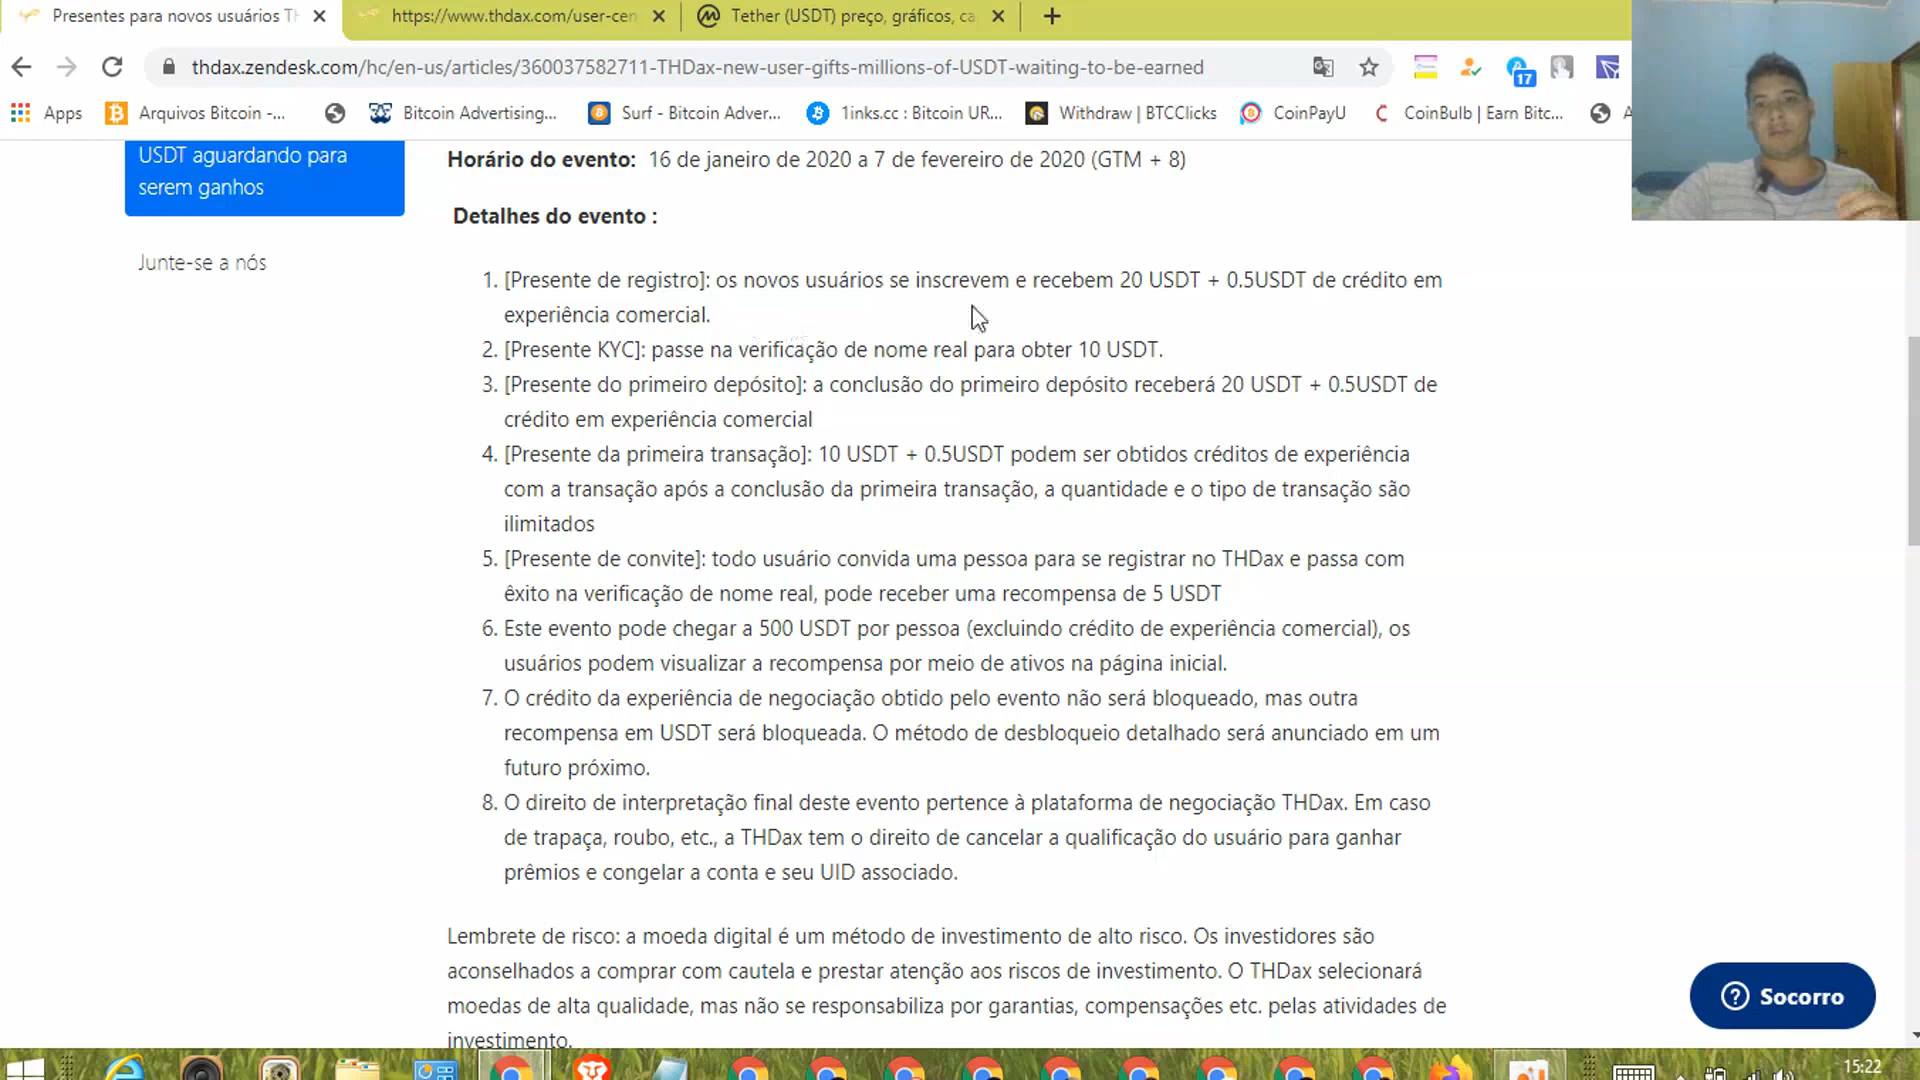 Presentes para novos usuários TH
https://www.thdax.com/user-cen
Tether (USDT) preço, gráficos, ca
thdax.zendesk.com/hc/en-us/articles/360037582711-THDax-new-user-gifts-millions-of-USDT-waiting-to-be-earned
17
Apps
Arquivos Bitcoin -...
Bitcoin Advertising...
Surf - Bitcoin Adver...
1inks.cc : Bitcoin UR...
Withdraw | BTCClicks
CoinPayU
CoinBulb | Earn Bitc...
USDT aguardando para
serem ganhos
Junte-se a nós
Horário do evento: 16 de janeiro de 2020 a 7 de fevereiro de 2020 (GTM + 8)
Detalhes do evento :
1. [Presente de registro]: os novos usuários se inscrevem e recebem 20 USDT + 0.5USDT de crédito em
experiência comercial.
2. [Presente KYC]: passe na verificação de nome real para obter 10 USDT.
3. [Presente do primeiro depósito]: a conclusão do primeiro depósito receberá 20 USDT + 0.5USDT de
crédito em experiência comercial
4. [Presente da primeira transação]: 10 USDT + 0.5USDT podem ser obtidos créditos de experiência
com a transação após a conclusão da primeira transação, a quantidade e o tipo de transação são
ilimitados
5. [Presente de convite]: todo usuário convida uma pessoa para se registrar no THDax e passa com
êxito na verificação de nome real, pode receber uma recompensa de 5 USDT
6. Este evento pode chegar a 500 USDT por pessoa (excluindo crédito de experiência comercial), os
usuários podem visualizar a recompensa por meio de ativos na página inicial.
7. O crédito da experiência de negociação obtido pelo evento não será bloqueado, mas outra
recompensa em USDT será bloqueada. O método de desbloqueio detalhado será anunciado em um
futuro próximo.
8. O direito de interpretação final deste evento pertence à plataforma de negociação THDax. Em caso
de trapaça, roubo, etc., a THDax tem o direito de cancelar a qualificação do usuário para ganhar
prêmios e congelar a conta e seu UID associado.
Lembrete de risco: a moeda digital é um método de investimento de alto risco. Os investidores são
aconselhados a comprar com cautela e prestar atenção aos riscos de investimento. O THDax selecionará
moedas de alta qualidade, mas não se responsabiliza por garantias, compensações etc. pelas atividades de
investimento.
Socorro
15:22